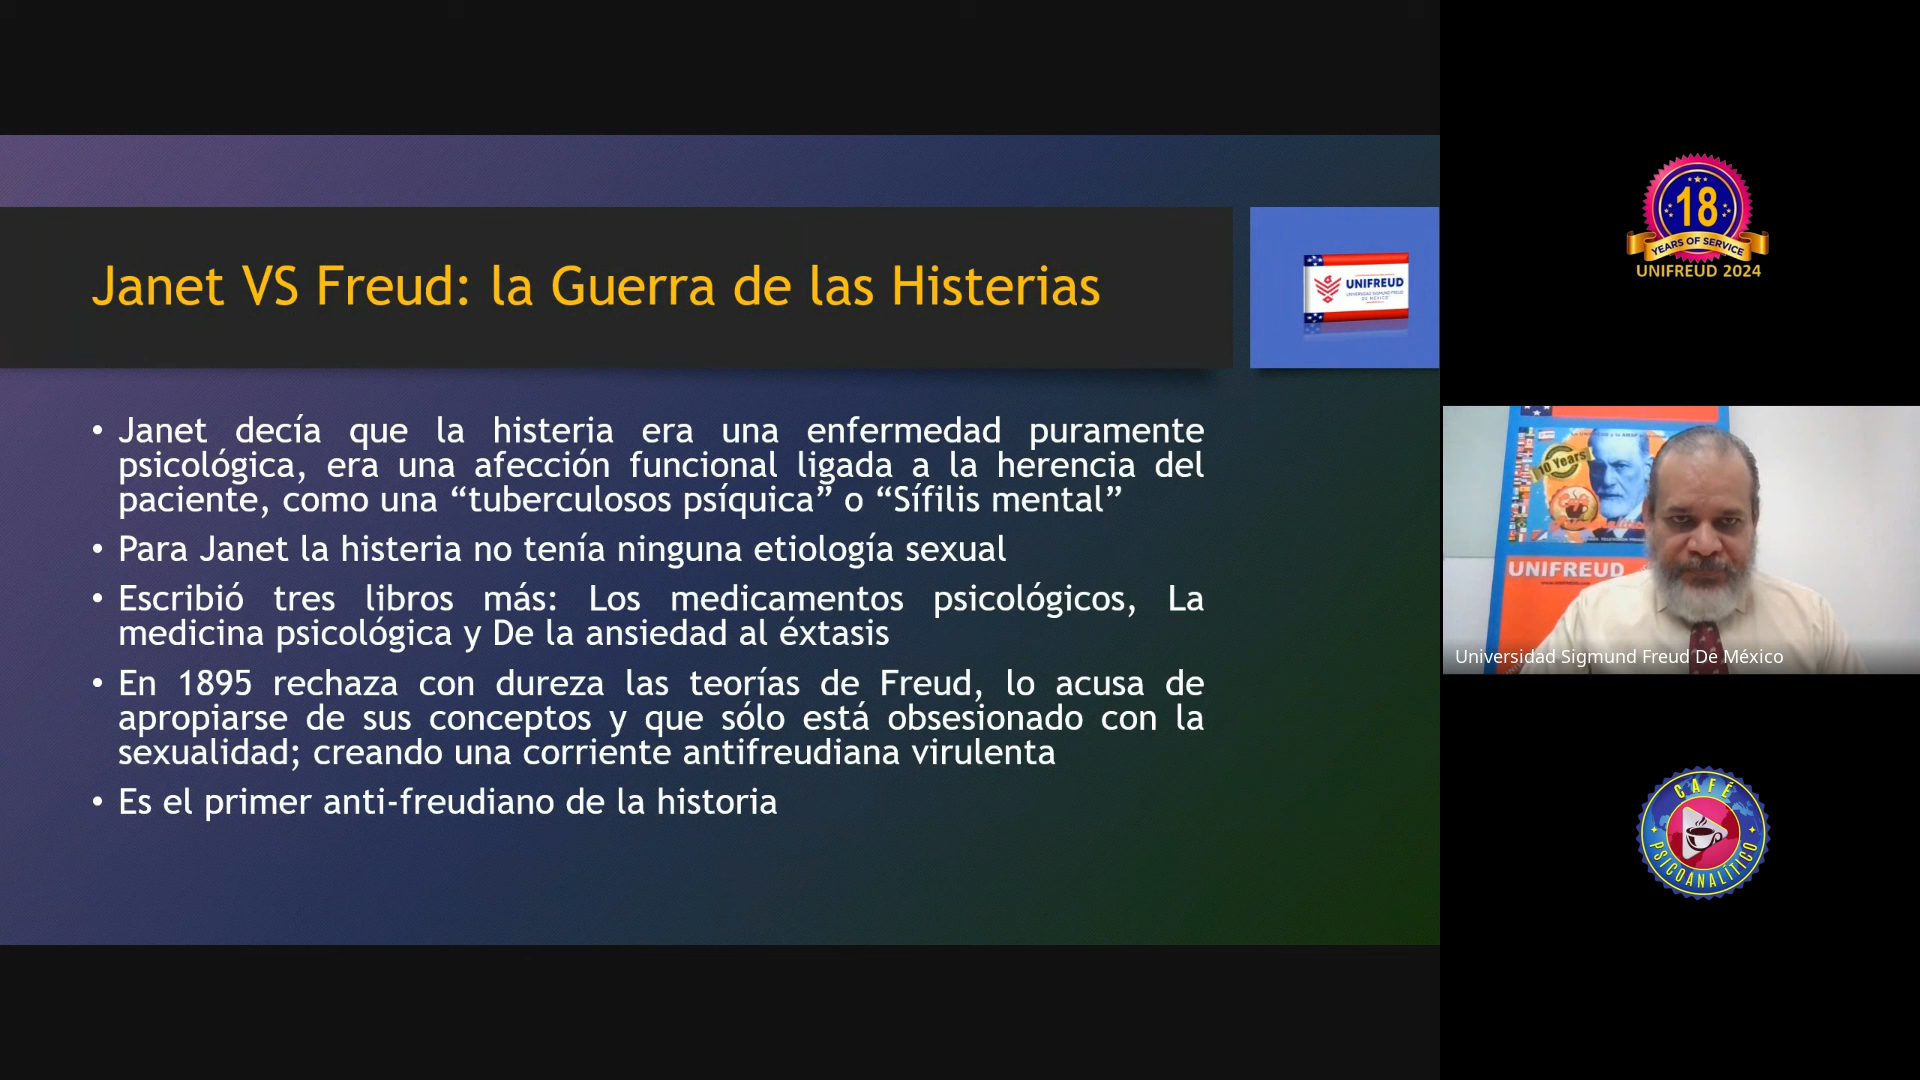 Janet VS Freud: la Guerra de las Histerias
UNIFREUD
UNIVERSIDAD SIGMUND FREUD
DE MÉXICO
• Janet decía que la histeria era una enfermedad puramente
psicológica, era una afección funcional ligada a la herencia del
paciente, como una “tuberculosos psíquica” o “Sífilis mental”
• Para Janet la histeria no tenía ninguna etiología sexual
• Escribió tres libros más: Los medicamentos psicológicos, La
medicina psicológica y De la ansiedad al éxtasis
• En 1895 rechaza con dureza las teorías de Freud, lo acusa de
apropiarse de sus conceptos y que sólo está obsesionado con la
sexualidad; creando una corriente antifreudiana virulenta
• Es el primer anti-freudiano de la historia
18
YEARS OF SERVICE
UNIFREUD 2024
10 Years
UNIFREUD
Universidad Sigmund Freud De México
CAFÉ
PSICOANALÍTICO